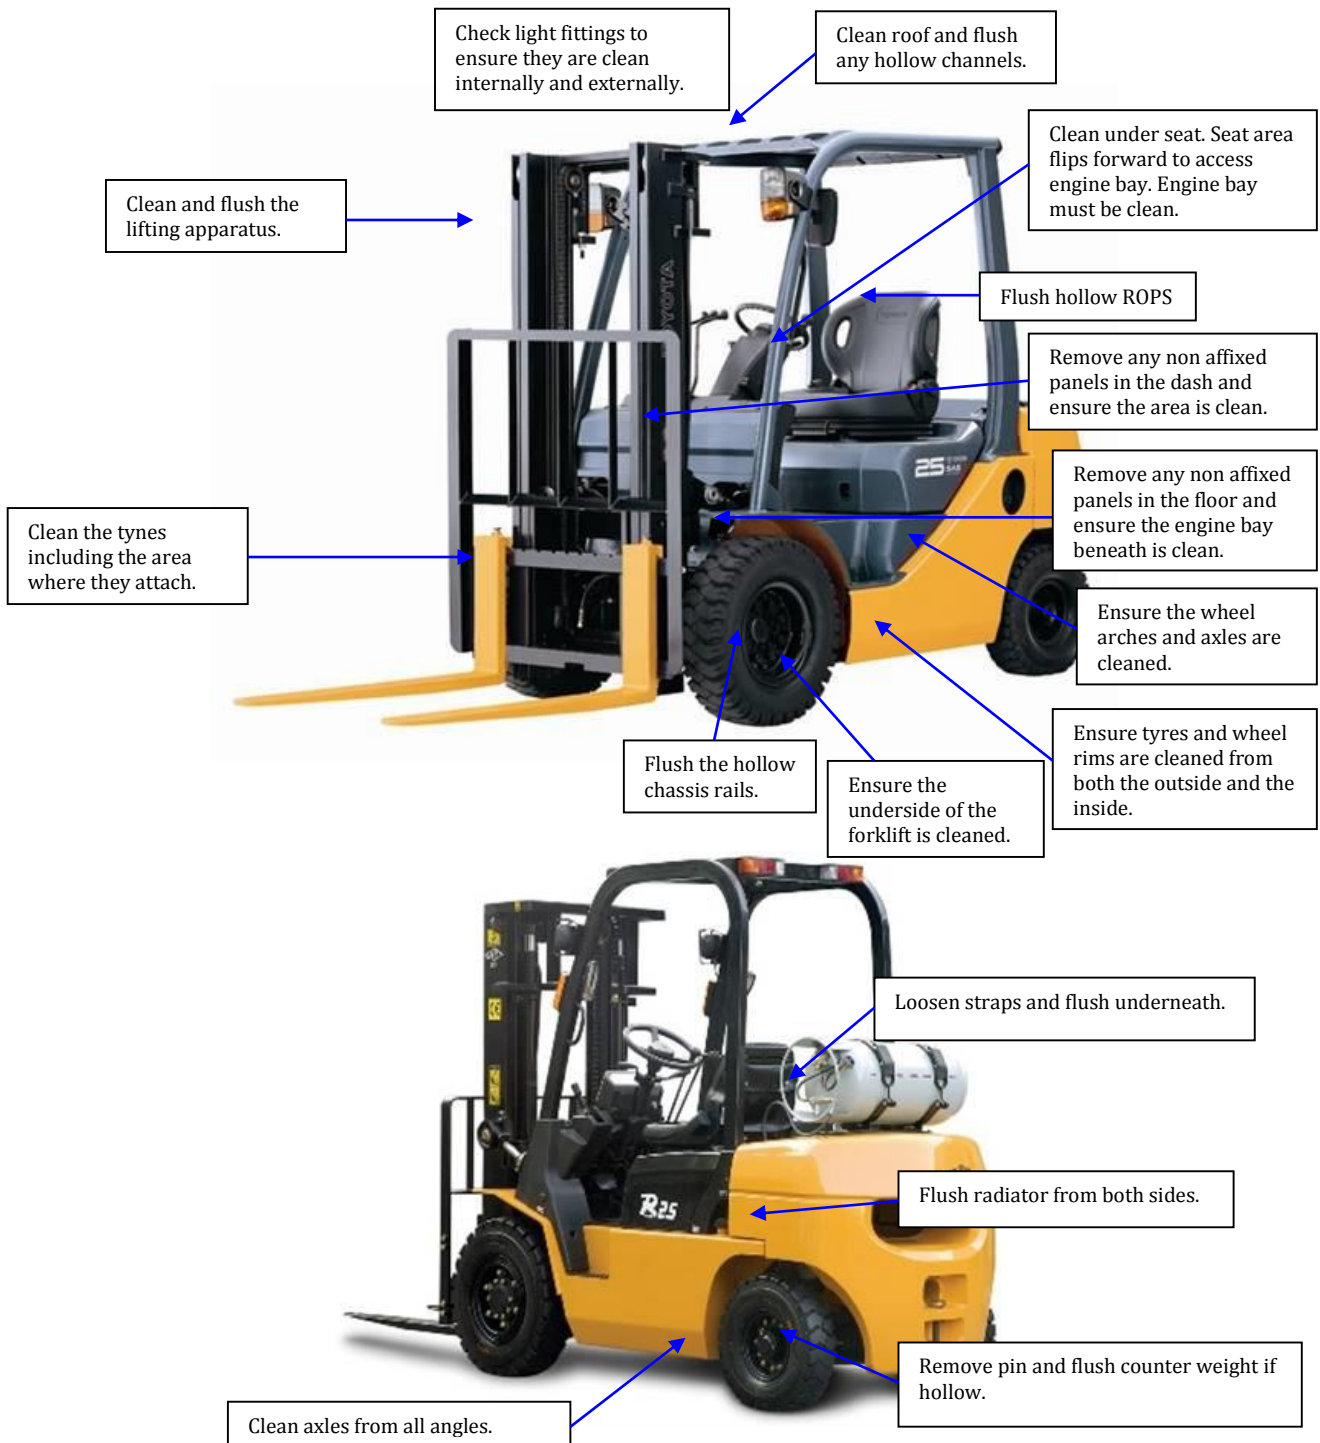 Check light fittings to
ensure they are clean
internally and externally.
Clean roof and flush
any hollow channels.
Clean under seat. Seat area
flips forward to access
engine bay. Engine bay
must be clean.
Clean and flush the
lifting apparatus.
Flush hollow ROPS
Remove any non affixed
panels in the dash and
ensure the area is clean.
TOYOTA
25
Remove any non affixed
panels in the floor and
ensure the engine bay
beneath is clean.
Clean the tynes
including the area
where they attach.
Ensure the wheel
arches and axles are
cleaned.
Ensure tyres and wheel
rims are cleaned from
both the outside and the
inside.
Flush the hollow
chassis rails.
Ensure the
underside of the
forklift is cleaned.
Loosen straps and flush underneath.
Flush radiator from both sides.
R25
Remove pin and flush counter weight if
hollow.
Clean axles from all angles.